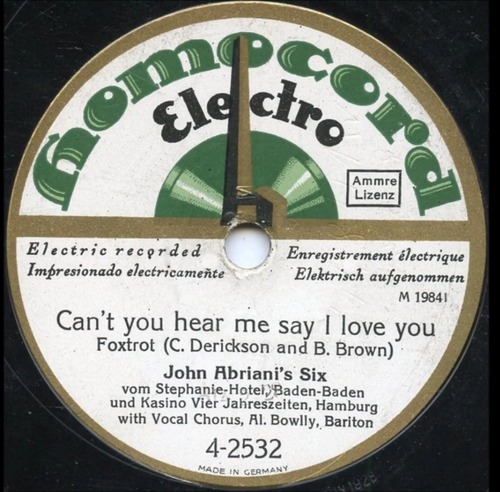 Homocord
Electro
Ammre
Lizenz
Electric recorded
Impresionado electricamente
Enregistrement électrique
Elektrisch aufgenommen
M 19841
Can't you hear me say I love you
Foxtrot (C. Derickson and B. Brown)
John Abriani's Six
vom Stephanie-Hotel, Baden-Baden
und Kasino Vier Jahreszeiten, Hamburg
with Vocal Chorus, Al. Bowlly, Bariton
4-2532
MADE IN GERMANY